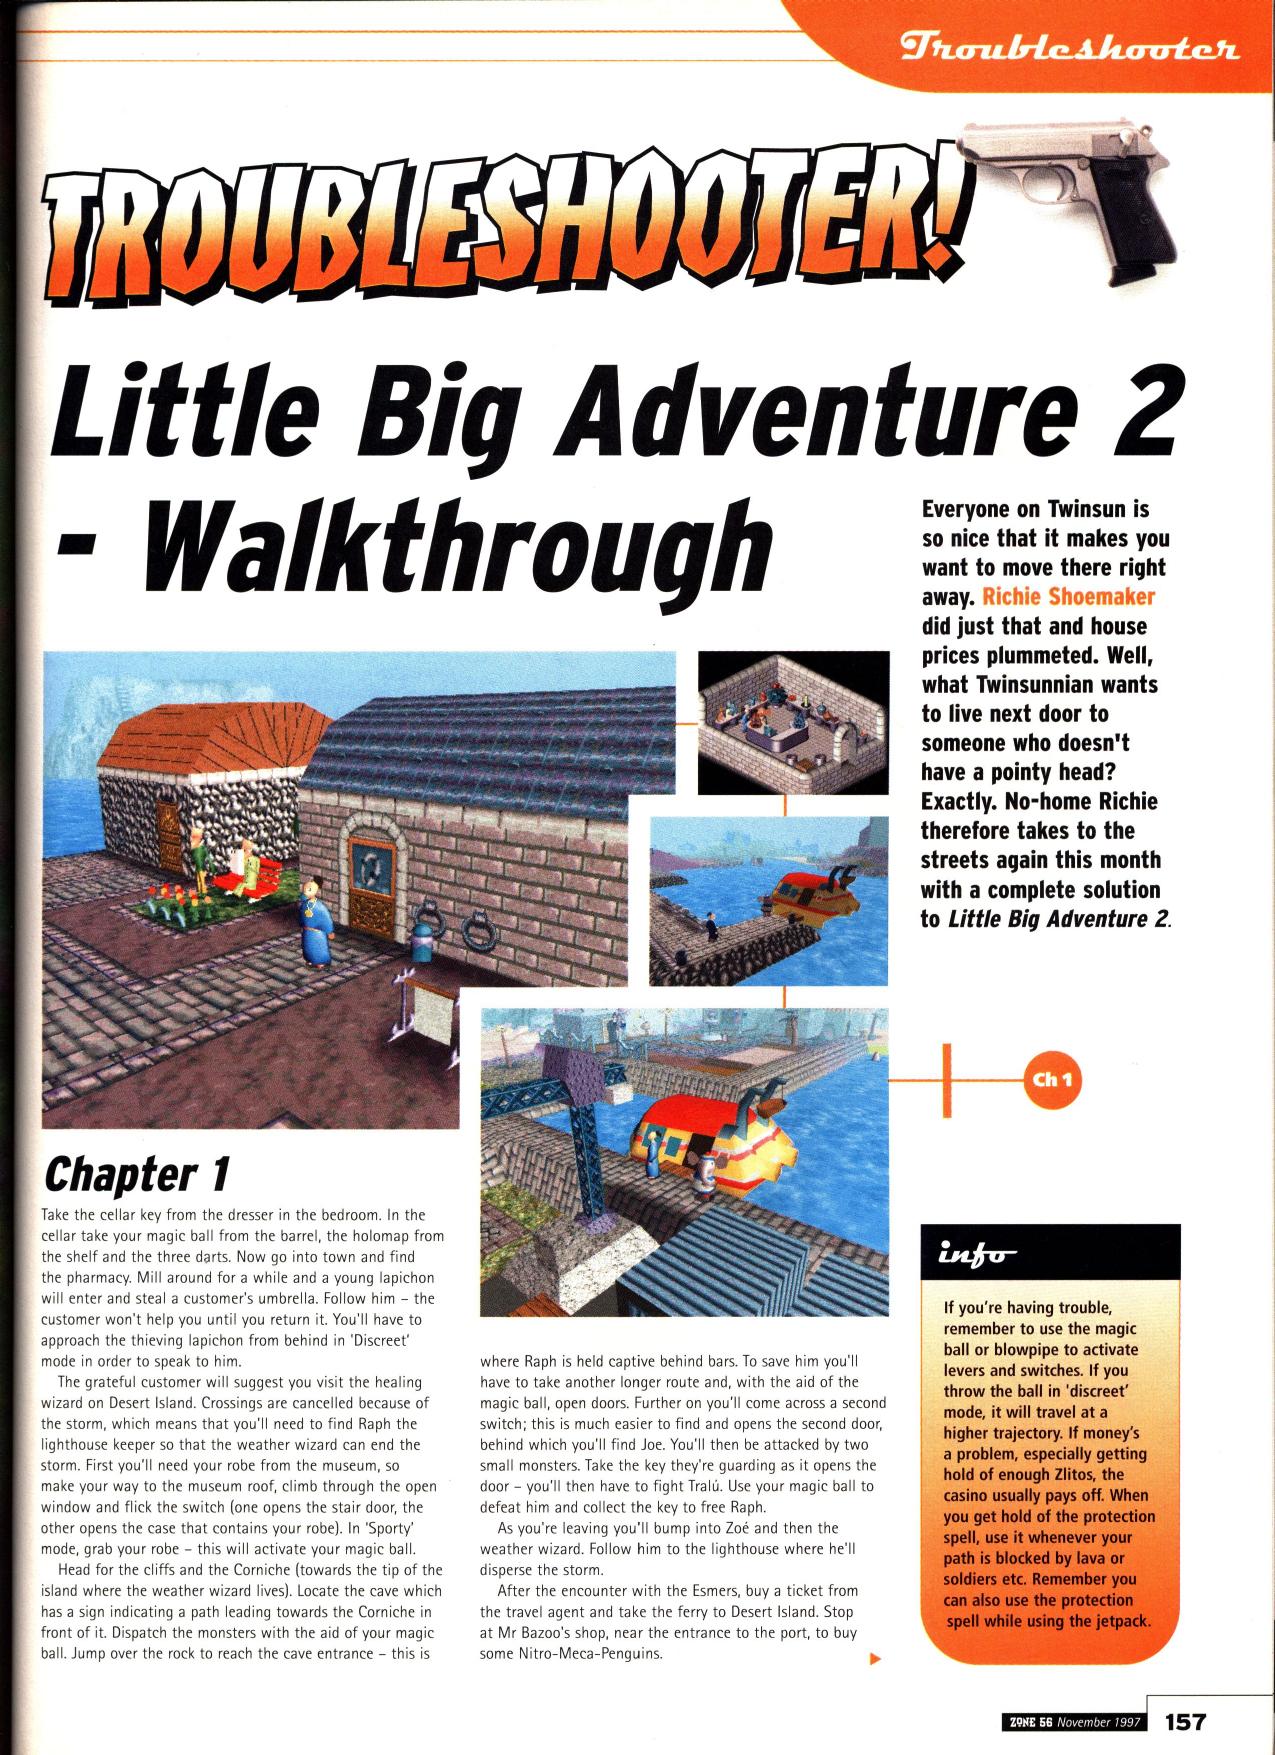 Troubleshooter
TROUBLESHOOTER!
Little Big Adventure 2
- Walkthrough
Everyone on Twinsun is
so nice that it makes you
want to move there right
away. Richie Shoemaker
did just that and house
prices plummeted. Well,
what Twinsunnian wants
to live next door to
someone who doesn't
have a pointy head?
Exactly. No-home Richie
therefore takes to the
streets again this month
with a complete solution
to Little Big Adventure 2.
Ch 1
Chapter 1
Take the cellar key from the dresser in the bedroom. In the
cellar take your magic ball from the barrel, the holomap from
the shelf and the three darts. Now go into town and find
the pharmacy. Mill around for a while and a young lapichon
will enter and steal a customer's umbrella. Follow him – the
customer won't help you until you return it. You'll have to
approach the thieving lapichon from behind in 'Discreet'
mode in order to speak to him.
The grateful customer will suggest you visit the healing
wizard on Desert Island. Crossings are cancelled because of
the storm, which means that you'll need to find Raph the
lighthouse keeper so that the weather wizard can end the
storm. First you'll need your robe from the museum, so
make your way to the museum roof, climb through the open
window and flick the switch (one opens the stair door, the
other opens the case that contains your robe). In 'Sporty'
mode, grab your robe – this will activate your magic ball.
Head for the cliffs and the Corniche (towards the tip of the
island where the weather wizard lives). Locate the cave which
has a sign indicating a path leading towards the Corniche in
front of it. Dispatch the monsters with the aid of your magic
ball. Jump over the rock to reach the cave entrance – this is
where Raph is held captive behind bars. To save him you'll
have to take another longer route and, with the aid of the
magic ball, open doors. Further on you'll come across a second
switch; this is much easier to find and opens the second door,
behind which you'll find Joe. You'll then be attacked by two
small monsters. Take the key they're guarding as it opens the
door – you'll then have to fight Tralú. Use your magic ball to
defeat him and collect the key to free Raph.
As you're leaving you'll bump into Zoé and then the
weather wizard. Follow him to the lighthouse where he'll
disperse the storm.
After the encounter with the Esmers, buy a ticket from
the travel agent and take the ferry to Desert Island. Stop
at Mr Bazoo's shop, near the entrance to the port, to buy
some Nitro-Meca-Penguins.
info
If you're having trouble,
remember to use the magic
ball or blowpipe to activate
levers and switches. If you
throw the ball in 'discreet'
mode, it will travel at a
higher trajectory. If money's
a problem, especially getting
hold of enough Zlitos, the
casino usually pays off. When
you get hold of the protection
spell, use it whenever your
path is blocked by lava or
soldiers etc. Remember you
can also use the protection
spell while using the jetpack.
ZONE 56 November 1997 157